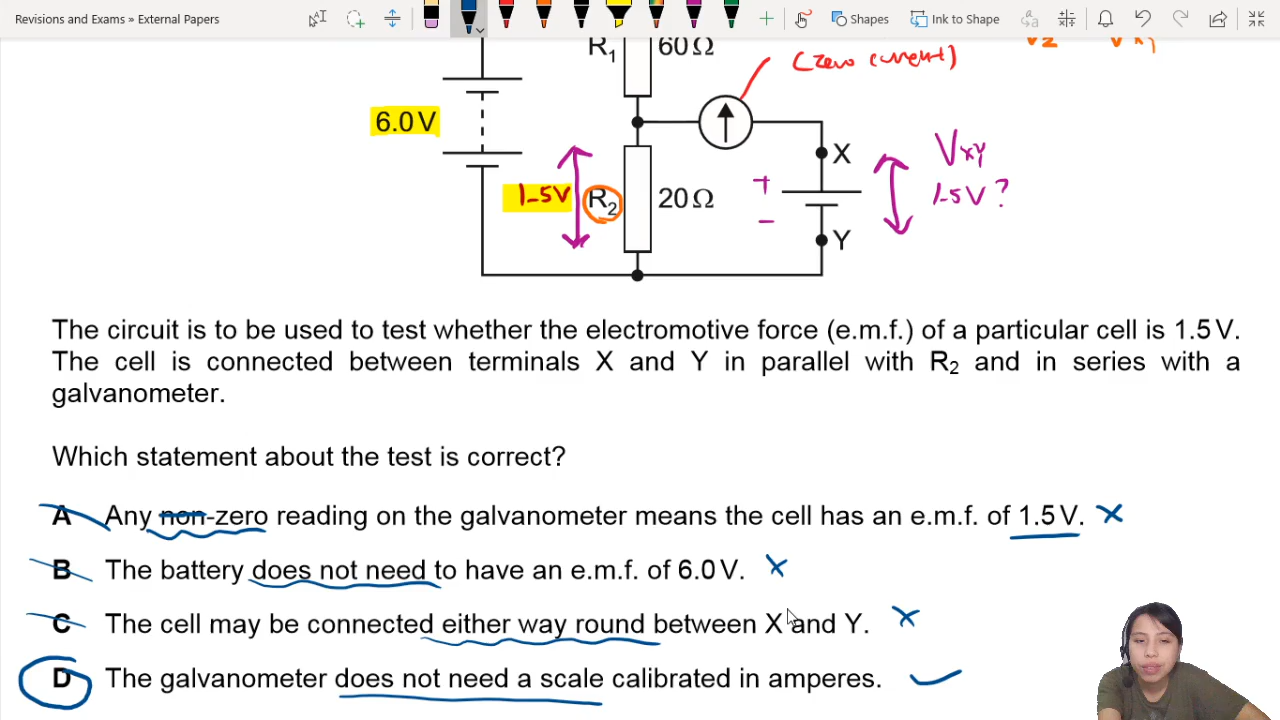 Revisions and Exams » External Papers
Shapes
Ink to Shape
R1 60 Ω
(zero current)
V2 VXY
6.0 V
X
VXY
1.5V
R2
20 Ω
+
1.5V ?
–
Y
The circuit is to be used to test whether the electromotive force (e.m.f.) of a particular cell is 1.5 V.
The cell is connected between terminals X and Y in parallel with R2 and in series with a
galvanometer.
Which statement about the test is correct?
A Any non-zero reading on the galvanometer means the cell has an e.m.f. of 1.5 V.
B The battery does not need to have an e.m.f. of 6.0 V.
C The cell may be connected either way round between X and Y.
D The galvanometer does not need a scale calibrated in amperes.